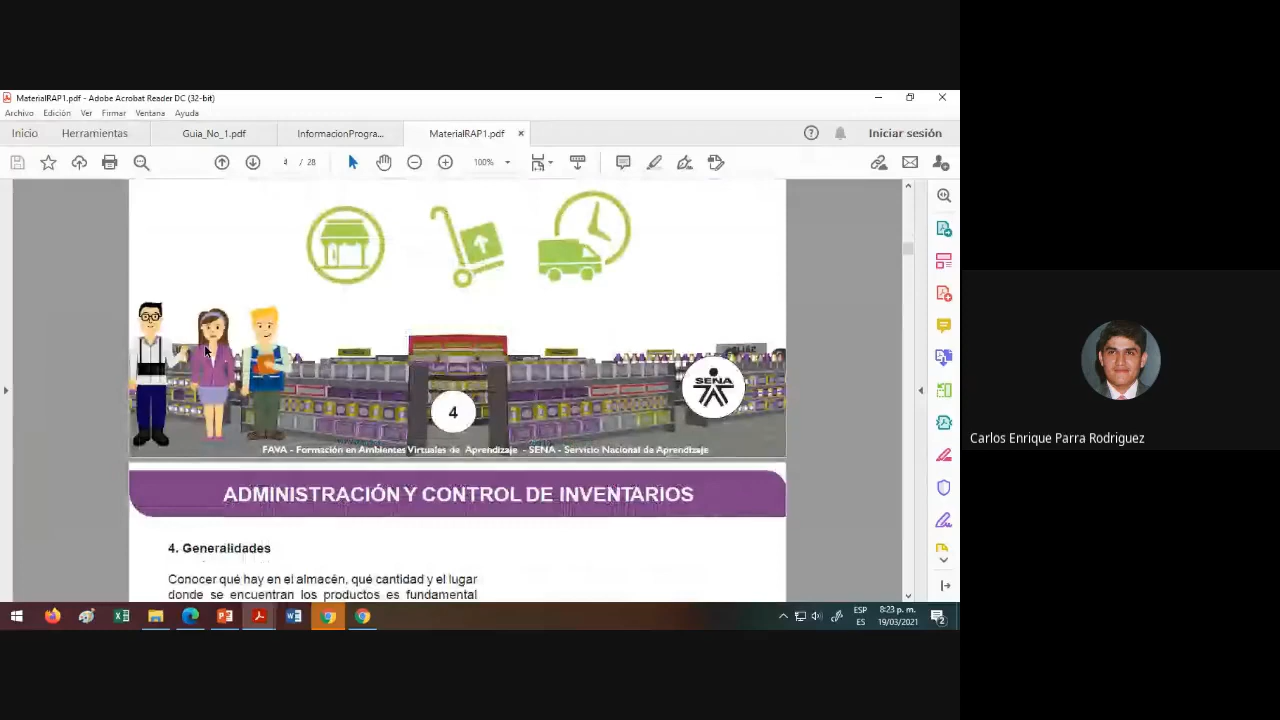 MaterialRAP1.pdf - Adobe Acrobat Reader DC (32-bit)
Archivo Edición Ver Firmar Ventana Ayuda
Inicio Herramientas Guia_No_1.pdf InformacionProgra... MaterialRAP1.pdf × Iniciar sesión
4 / 28 100%
SENA
4
FAVA - Formación en Ambientes Virtuales de Aprendizaje - SENA - Servicio Nacional de Aprendizaje
ADMINISTRACIÓN Y CONTROL DE INVENTARIOS
4. Generalidades
Conocer qué hay en el almacén, qué cantidad y el lugar
donde se encuentran los productos es fundamental
Carlos Enrique Parra Rodriguez
ESP 8:23 p. m.
ES 19/03/2021 2